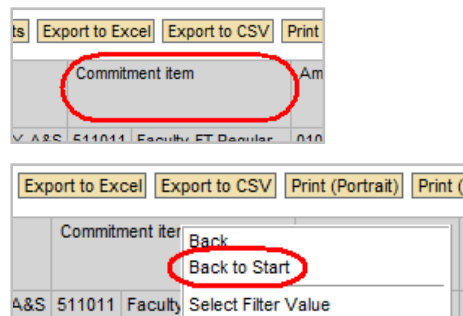 ts Export to Excel Export to CSV Print
Commitment item Am
Y A&S 511011 Faculty FT Regular 010
Export to Excel Export to CSV Print (Portrait) Print (
Commitment iter
Back
Back to Start
A&S 511011 Faculty Select Filter Value